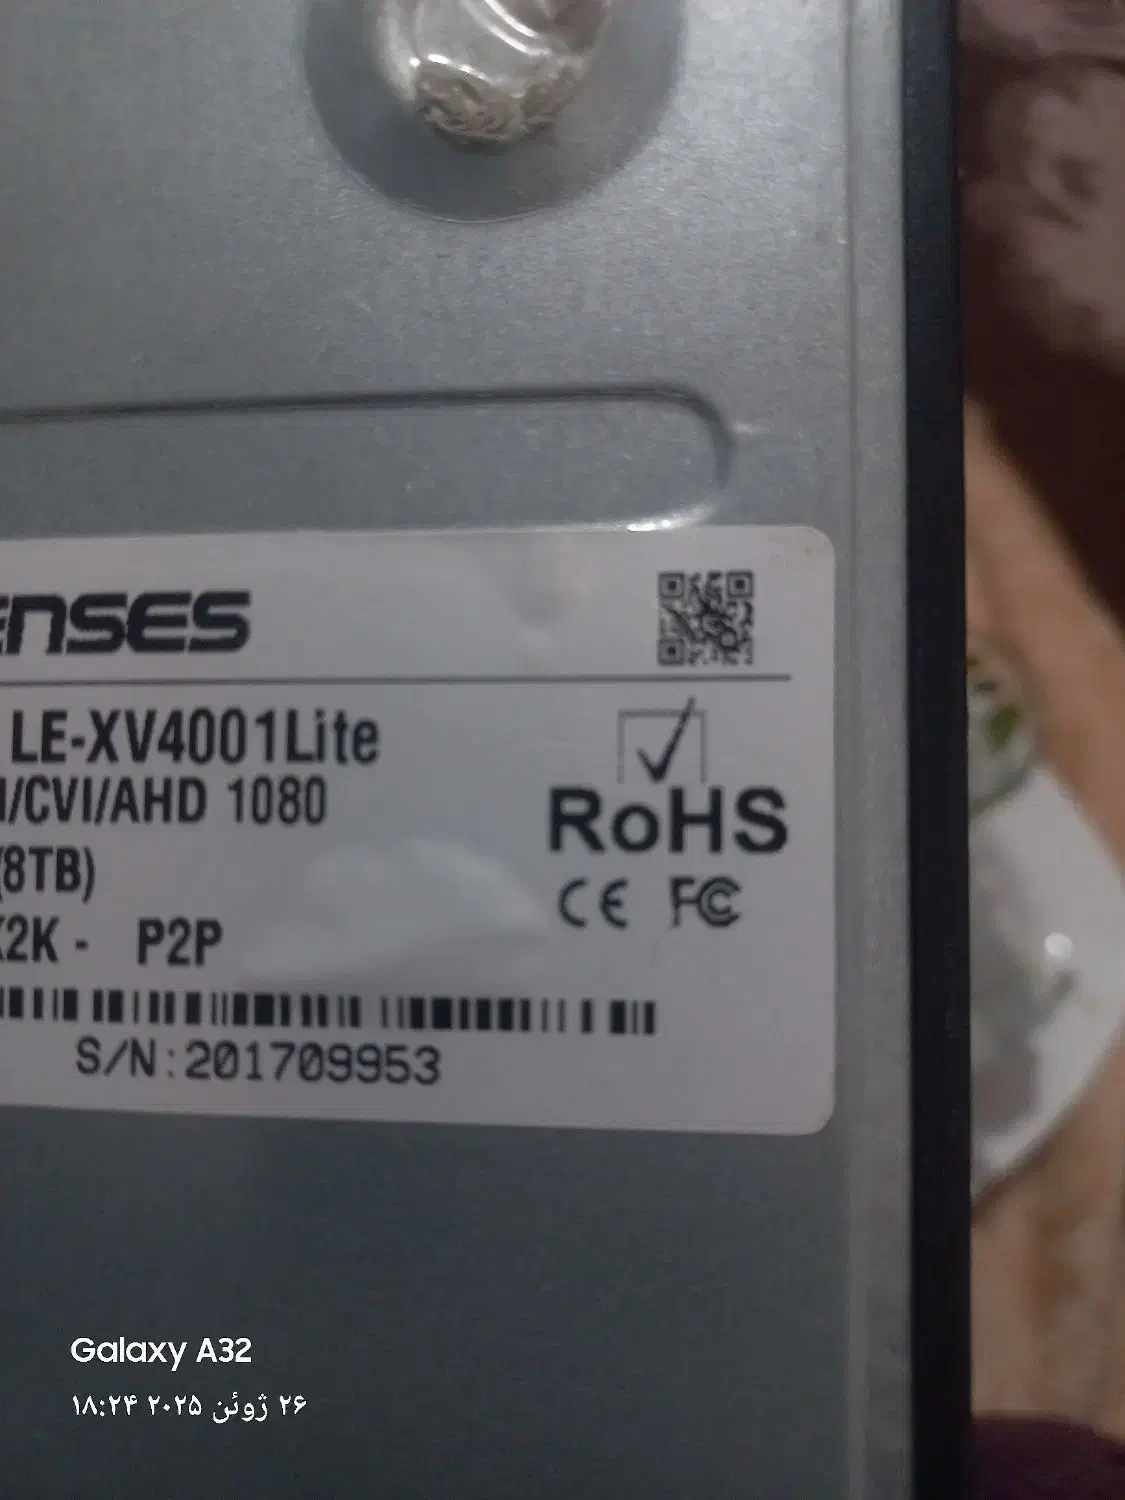 ENSES
LE-XV4001Lite
I/CVI/AHD 1080
(8TB)
K2K - P2P
RoHS
CE FC
S/N:201709953
Galaxy A32
۲۶ ژوئن ۲۰۲۵ ۱۸:۲۴